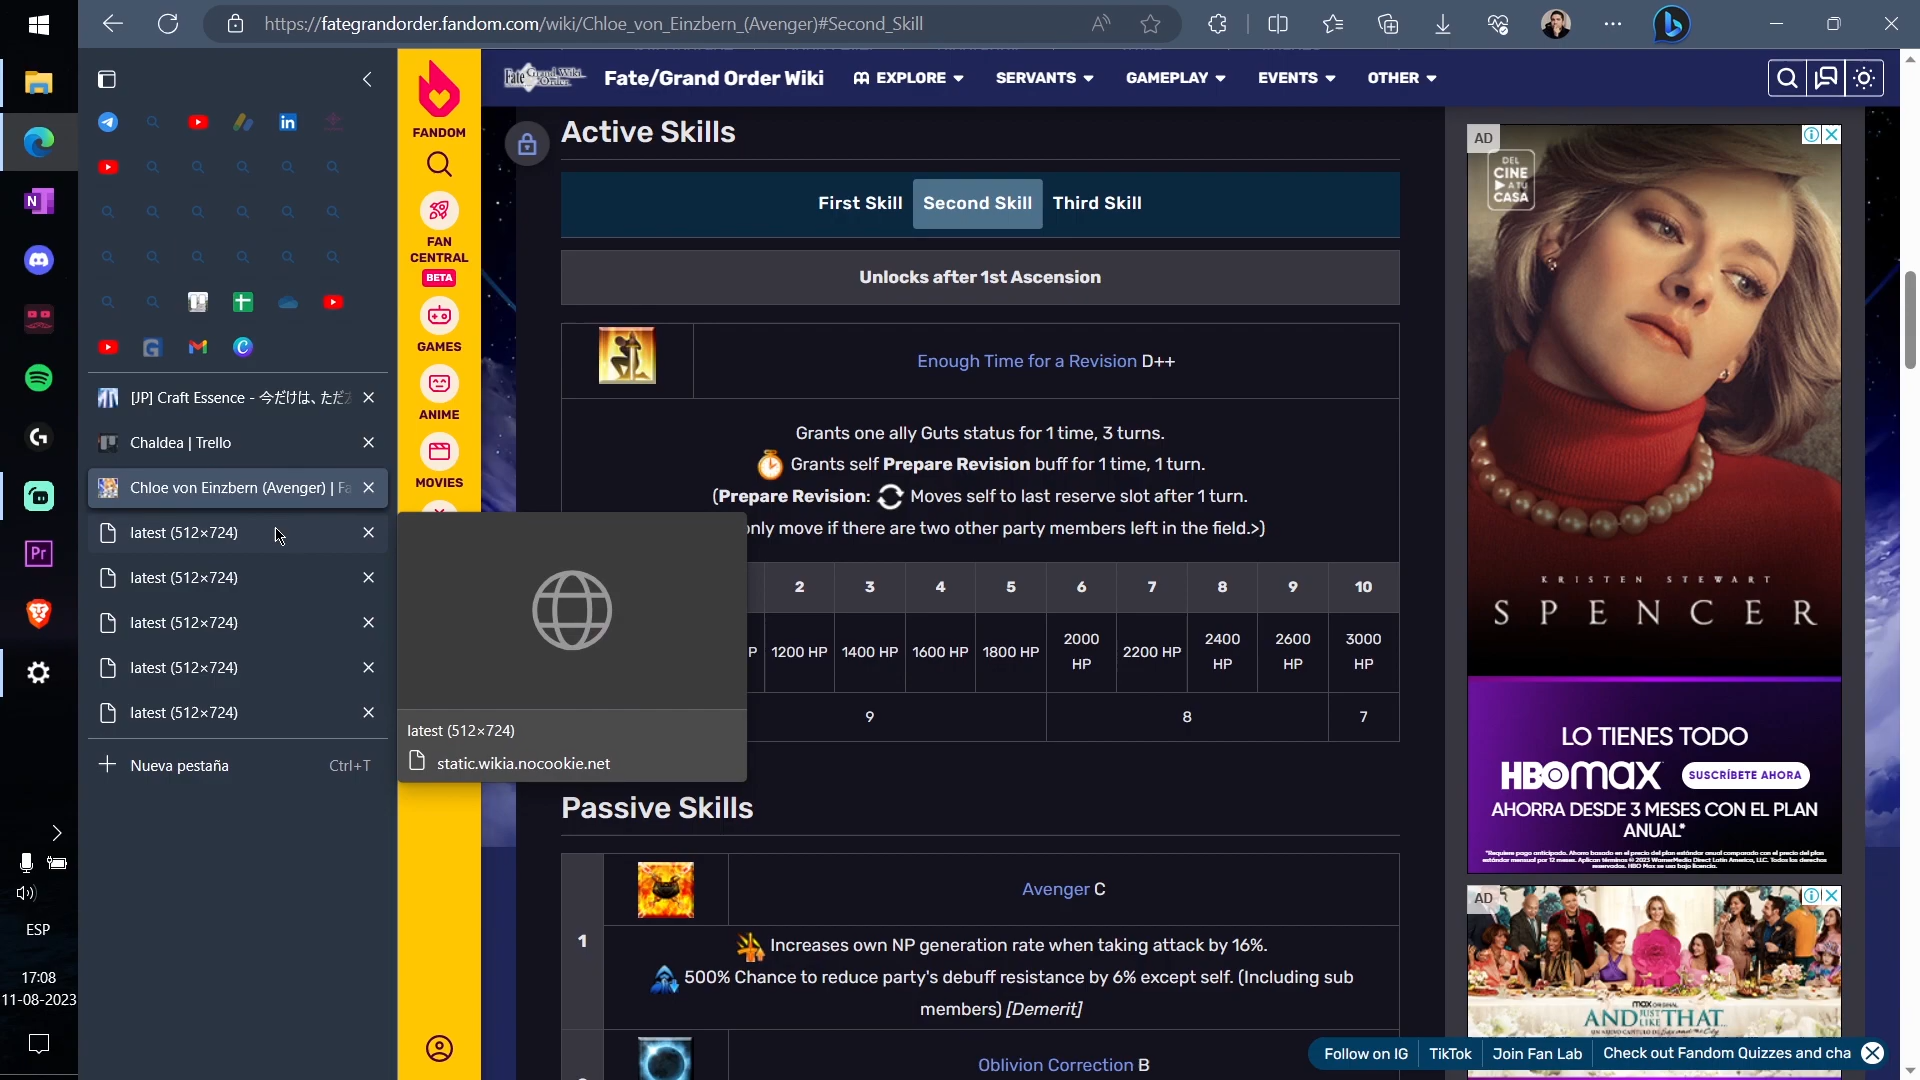 https://fategrandorder.fandom.com/wiki/Chloe_von_Einzbern_(Avenger)#Second_Skill
[JP] Craft Essence - 今だけは、ただ
Chaldea | Trello
Chloe von Einzbern (Avenger) | Fa
latest (512×724)
latest (512×724)
latest (512×724)
latest (512×724)
latest (512×724)
Nueva pestaña Ctrl+T
ESP
17:08
11-08-2023
FANDOM
FAN
CENTRAL
BETA
GAMES
ANIME
MOVIES
Fate/Grand Order Wiki
EXPLORE
SERVANTS
GAMEPLAY
EVENTS
OTHER
Active Skills
First Skill Second Skill Third Skill
Unlocks after 1st Ascension
Enough Time for a Revision D++
Grants one ally Guts status for 1 time, 3 turns.
Grants self Prepare Revision buff for 1 time, 1 turn.
(Prepare Revision: Moves self to last reserve slot after 1 turn.
only move if there are two other party members left in the field.>)
2 3 4 5 6 7 8 9 10
P 1200 HP 1400 HP 1600 HP 1800 HP 2000 HP 2200 HP 2400 HP 2600 HP 3000 HP
9 8 7
latest (512×724)
static.wikia.nocookie.net
Passive Skills
1
Avenger C
Increases own NP generation rate when taking attack by 16%.
500% Chance to reduce party's debuff resistance by 6% except self. (Including sub
members) [Demerit]
Oblivion Correction B
AD
DEL
CINE
A TU
CASA
KRISTEN STEWART
SPENCER
LO TIENES TODO
HBOMAX SUSCRÍBETE AHORA
AHORRA DESDE 3 MESES CON EL PLAN
ANUAL*
AD
max ORIGINAL
AND JUST LIKE THAT...
Follow on IG TikTok Join Fan Lab Check out Fandom Quizzes and cha